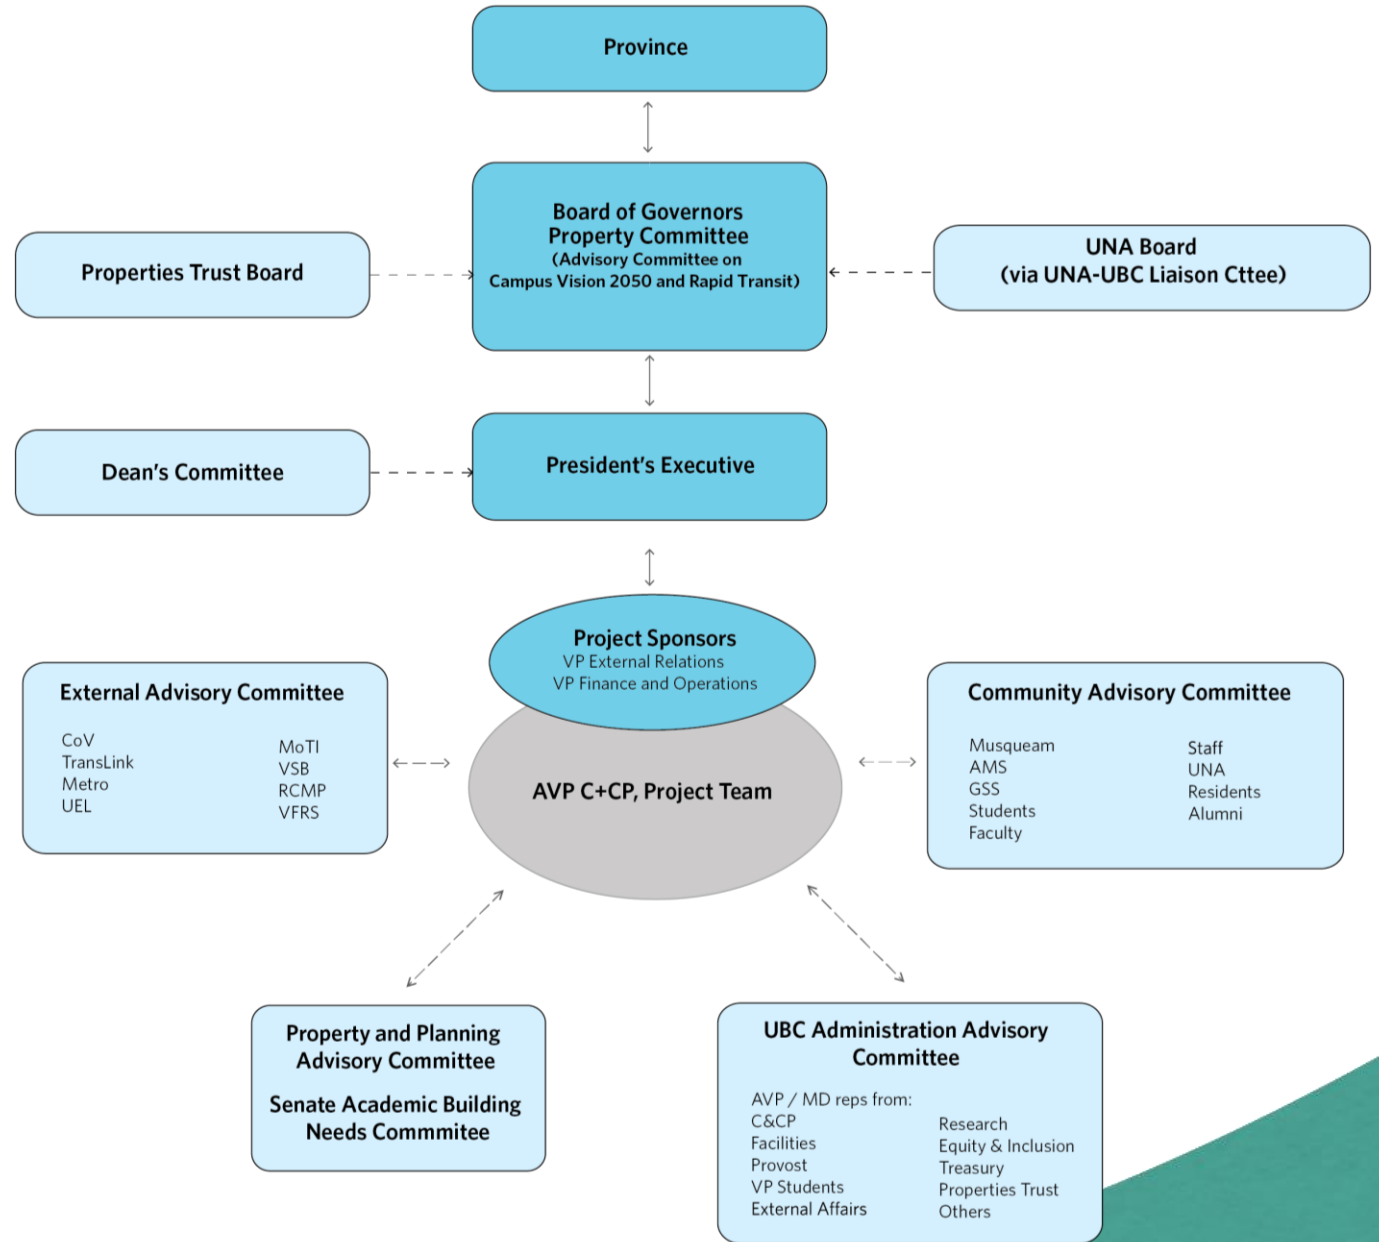 Province
Board of Governors
Property Committee
(Advisory Committee on
Campus Vision 2050 and Rapid Transit)
Properties Trust Board
UNA Board
(via UNA-UBC Liaison Cttee)
Dean's Committee
President's Executive
Project Sponsors
VP External Relations
VP Finance and Operations
AVP C+CP, Project Team
External Advisory Committee
CoV
TransLink
Metro
UEL
MoTI
VSB
RCMP
VFRS
Community Advisory Committee
Musqueam
AMS
GSS
Students
Faculty
Staff
UNA
Residents
Alumni
Property and Planning
Advisory Committee
Senate Academic Building
Needs Commmitee
UBC Administration Advisory
Committee
AVP / MD reps from:
C&CP
Facilities
Provost
VP Students
External Affairs
Research
Equity & Inclusion
Treasury
Properties Trust
Others